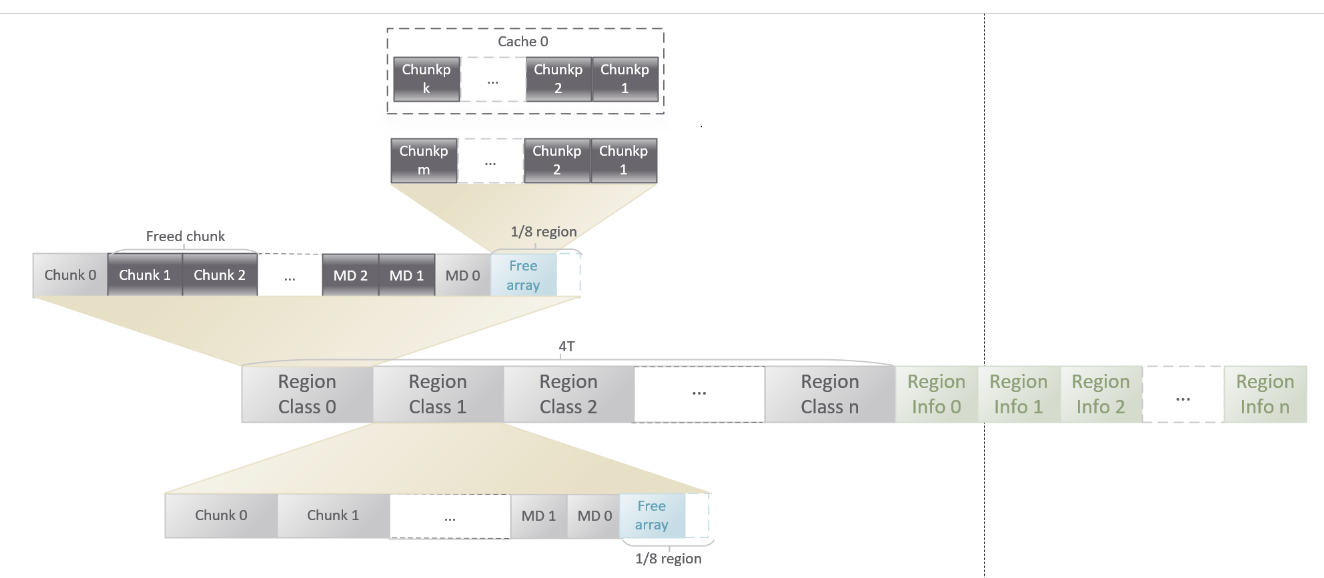 Cache 0
Chunkp k ... Chunkp 2 Chunkp 1
Chunkp m ... Chunkp 2 Chunkp 1
Freed chunk
1/8 region
Chunk 0 Chunk 1 Chunk 2 ... MD 2 MD 1 MD 0 Free array
4T
Region Class 0 Region Class 1 Region Class 2 ... Region Class n Region Info 0 Region Info 1 Region Info 2 ... Region Info n
Chunk 0 Chunk 1 ... MD 1 MD 0 Free array
1/8 region